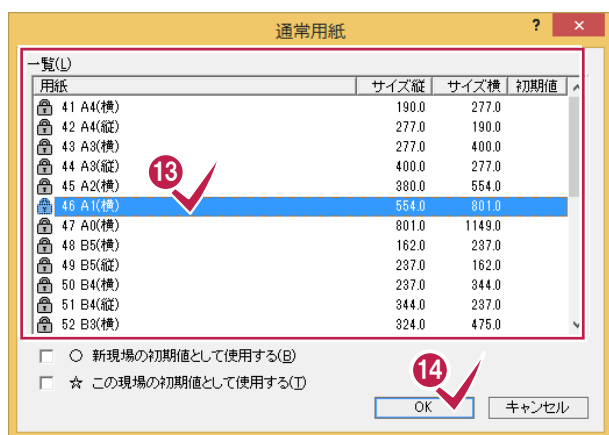 通常用紙 ? ×
一覧(L)
用紙 サイズ縦 サイズ横 初期値
41 A4(横) 190.0 277.0
42 A4(縦) 277.0 190.0
43 A3(横) 277.0 400.0
44 A3(縦) 400.0 277.0
45 A2(横) 380.0 554.0
46 A1(横) 554.0 801.0
47 A0(横) 801.0 1149.0
48 B5(横) 162.0 237.0
49 B5(縦) 237.0 162.0
50 B4(横) 237.0 344.0
51 B4(縦) 344.0 237.0
52 B3(横) 324.0 475.0
13
○ 新現場の初期値として使用する(B)
☆ この現場の初期値として使用する(T)
14
OK キャンセル